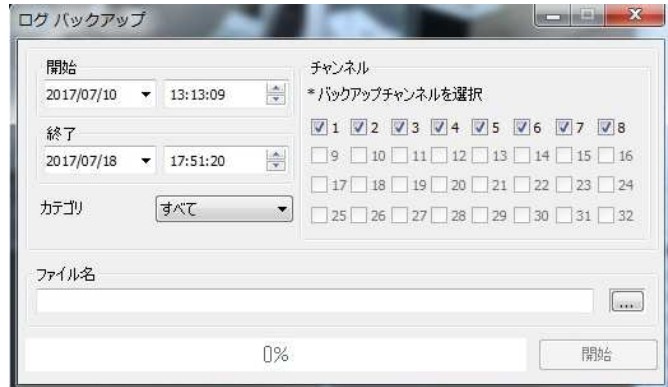 ログ バックアップ
開始
2017/07/10 13:13:09
終了
2017/07/18 17:51:20
カテゴリ すべて
チャンネル
*バックアップチャンネルを選択
1 2 3 4 5 6 7 8
9 10 11 12 13 14 15 16
17 18 19 20 21 22 23 24
25 26 27 28 29 30 31 32
ファイル名
...
0%
開始